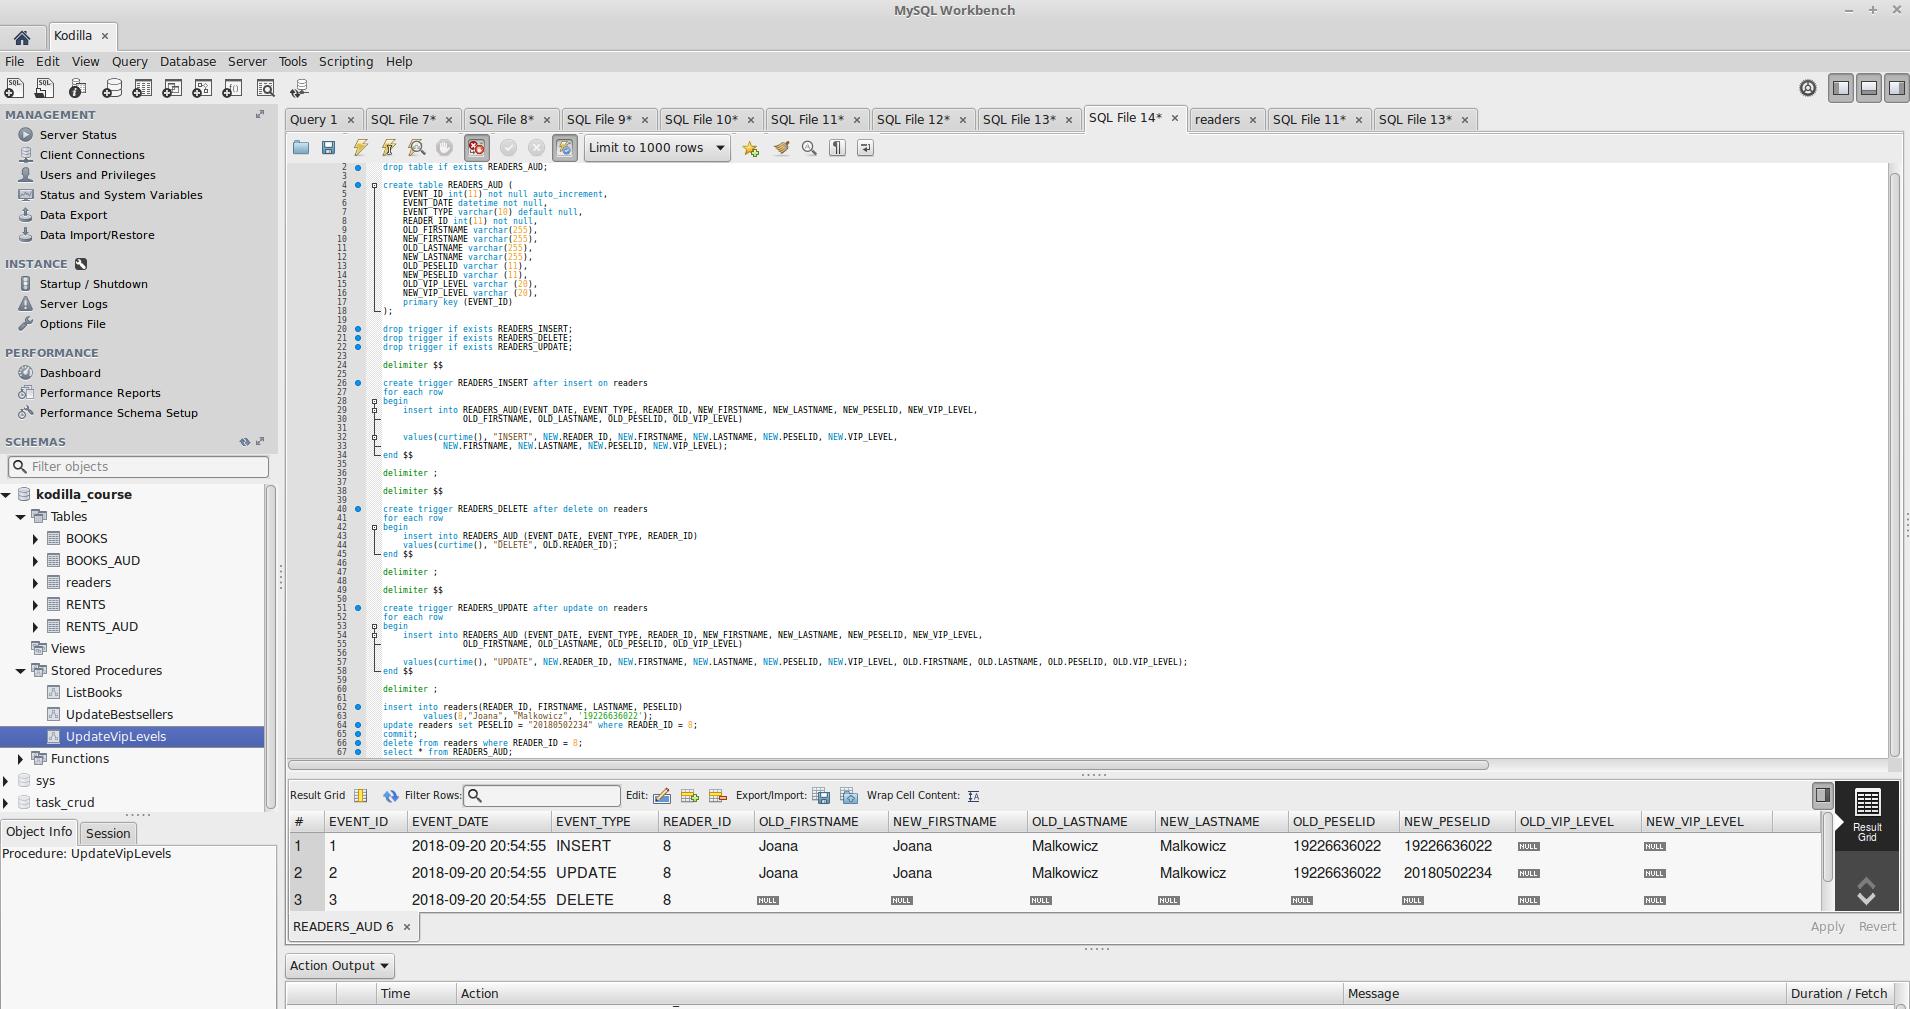 MySQL Workbench
Kodilla ×
File Edit View Query Database Server Tools Scripting Help
MANAGEMENT
Server Status
Client Connections
Users and Privileges
Status and System Variables
Data Export
Data Import/Restore
INSTANCE
Startup / Shutdown
Server Logs
Options File
PERFORMANCE
Dashboard
Performance Reports
Performance Schema Setup
SCHEMAS
Filter objects
kodilla_course
Tables
BOOKS
BOOKS_AUD
readers
RENTS
RENTS_AUD
Views
Stored Procedures
ListBooks
UpdateBestsellers
UpdateVipLevels
Functions
sys
task_crud
Object Info Session
Procedure: UpdateVipLevels
Query 1 × SQL File 7* × SQL File 8* × SQL File 9* × SQL File 10* × SQL File 11* × SQL File 12* × SQL File 13* × SQL File 14* × readers × SQL File 11* × SQL File 13* ×
Limit to 1000 rows
2 drop table if exists READERS_AUD;
3
4 create table READERS_AUD (
5 EVENT_ID int(11) not null auto_increment,
6 EVENT_DATE datetime not null,
7 EVENT_TYPE varchar(10) default null,
8 READER_ID int(11) not null,
9 OLD_FIRSTNAME varchar(255),
10 NEW_FIRSTNAME varchar(255),
11 OLD_LASTNAME varchar(255),
12 NEW_LASTNAME varchar(255),
13 OLD_PESELID varchar (11),
14 NEW_PESELID varchar (11),
15 OLD_VIP_LEVEL varchar (20),
16 NEW_VIP_LEVEL varchar (20),
17 primary key (EVENT_ID)
18 );
19
20 drop trigger if exists READERS_INSERT;
21 drop trigger if exists READERS_DELETE;
22 drop trigger if exists READERS_UPDATE;
23
24 delimiter $$
25
26 create trigger READERS_INSERT after insert on readers
27 for each row
28 begin
29 insert into READERS_AUD(EVENT_DATE, EVENT_TYPE, READER_ID, NEW_FIRSTNAME, NEW_LASTNAME, NEW_PESELID, NEW_VIP_LEVEL,
30 OLD_FIRSTNAME, OLD_LASTNAME, OLD_PESELID, OLD_VIP_LEVEL)
31
32 values(curtime(), "INSERT", NEW.READER_ID, NEW.FIRSTNAME, NEW.LASTNAME, NEW.PESELID, NEW.VIP_LEVEL,
33 NEW.FIRSTNAME, NEW.LASTNAME, NEW.PESELID, NEW.VIP_LEVEL);
34 end $$
35
36 delimiter ;
37
38 delimiter $$
39
40 create trigger READERS_DELETE after delete on readers
41 for each row
42 begin
43 insert into READERS_AUD (EVENT_DATE, EVENT_TYPE, READER_ID)
44 values(curtime(), "DELETE", OLD.READER_ID);
45 end $$
46
47 delimiter ;
48
49 delimiter $$
50
51 create trigger READERS_UPDATE after update on readers
52 for each row
53 begin
54 insert into READERS_AUD (EVENT_DATE, EVENT_TYPE, READER_ID, NEW_FIRSTNAME, NEW_LASTNAME, NEW_PESELID, NEW_VIP_LEVEL,
55 OLD_FIRSTNAME, OLD_LASTNAME, OLD_PESELID, OLD_VIP_LEVEL)
56
57 values(curtime(), "UPDATE", NEW.READER_ID, NEW.FIRSTNAME, NEW.LASTNAME, NEW.PESELID, NEW.VIP_LEVEL, OLD.FIRSTNAME, OLD.LASTNAME, OLD.PESELID, OLD.VIP_LEVEL);
58 end $$
59
60 delimiter ;
61
62 insert into readers(READER_ID, FIRSTNAME, LASTNAME, PESELID)
63 values(8,"Joana", "Malkowicz", '19226636022');
64 update readers set PESELID = "20180502234" where READER_ID = 8;
65 commit;
66 delete from readers where READER_ID = 8;
67 select * from READERS_AUD;
Result Grid Filter Rows: Edit: Export/Import: Wrap Cell Content:
# EVENT_ID EVENT_DATE EVENT_TYPE READER_ID OLD_FIRSTNAME NEW_FIRSTNAME OLD_LASTNAME NEW_LASTNAME OLD_PESELID NEW_PESELID OLD_VIP_LEVEL NEW_VIP_LEVEL
1 1 2018-09-20 20:54:55 INSERT 8 Joana Joana Malkowicz Malkowicz 19226636022 19226636022 NULL NULL
2 2 2018-09-20 20:54:55 UPDATE 8 Joana Joana Malkowicz Malkowicz 19226636022 20180502234 NULL NULL
3 3 2018-09-20 20:54:55 DELETE 8 NULL NULL NULL NULL NULL NULL NULL NULL
Result Grid
READERS_AUD 6 ×
Apply Revert
Action Output
Time Action Message Duration / Fetch